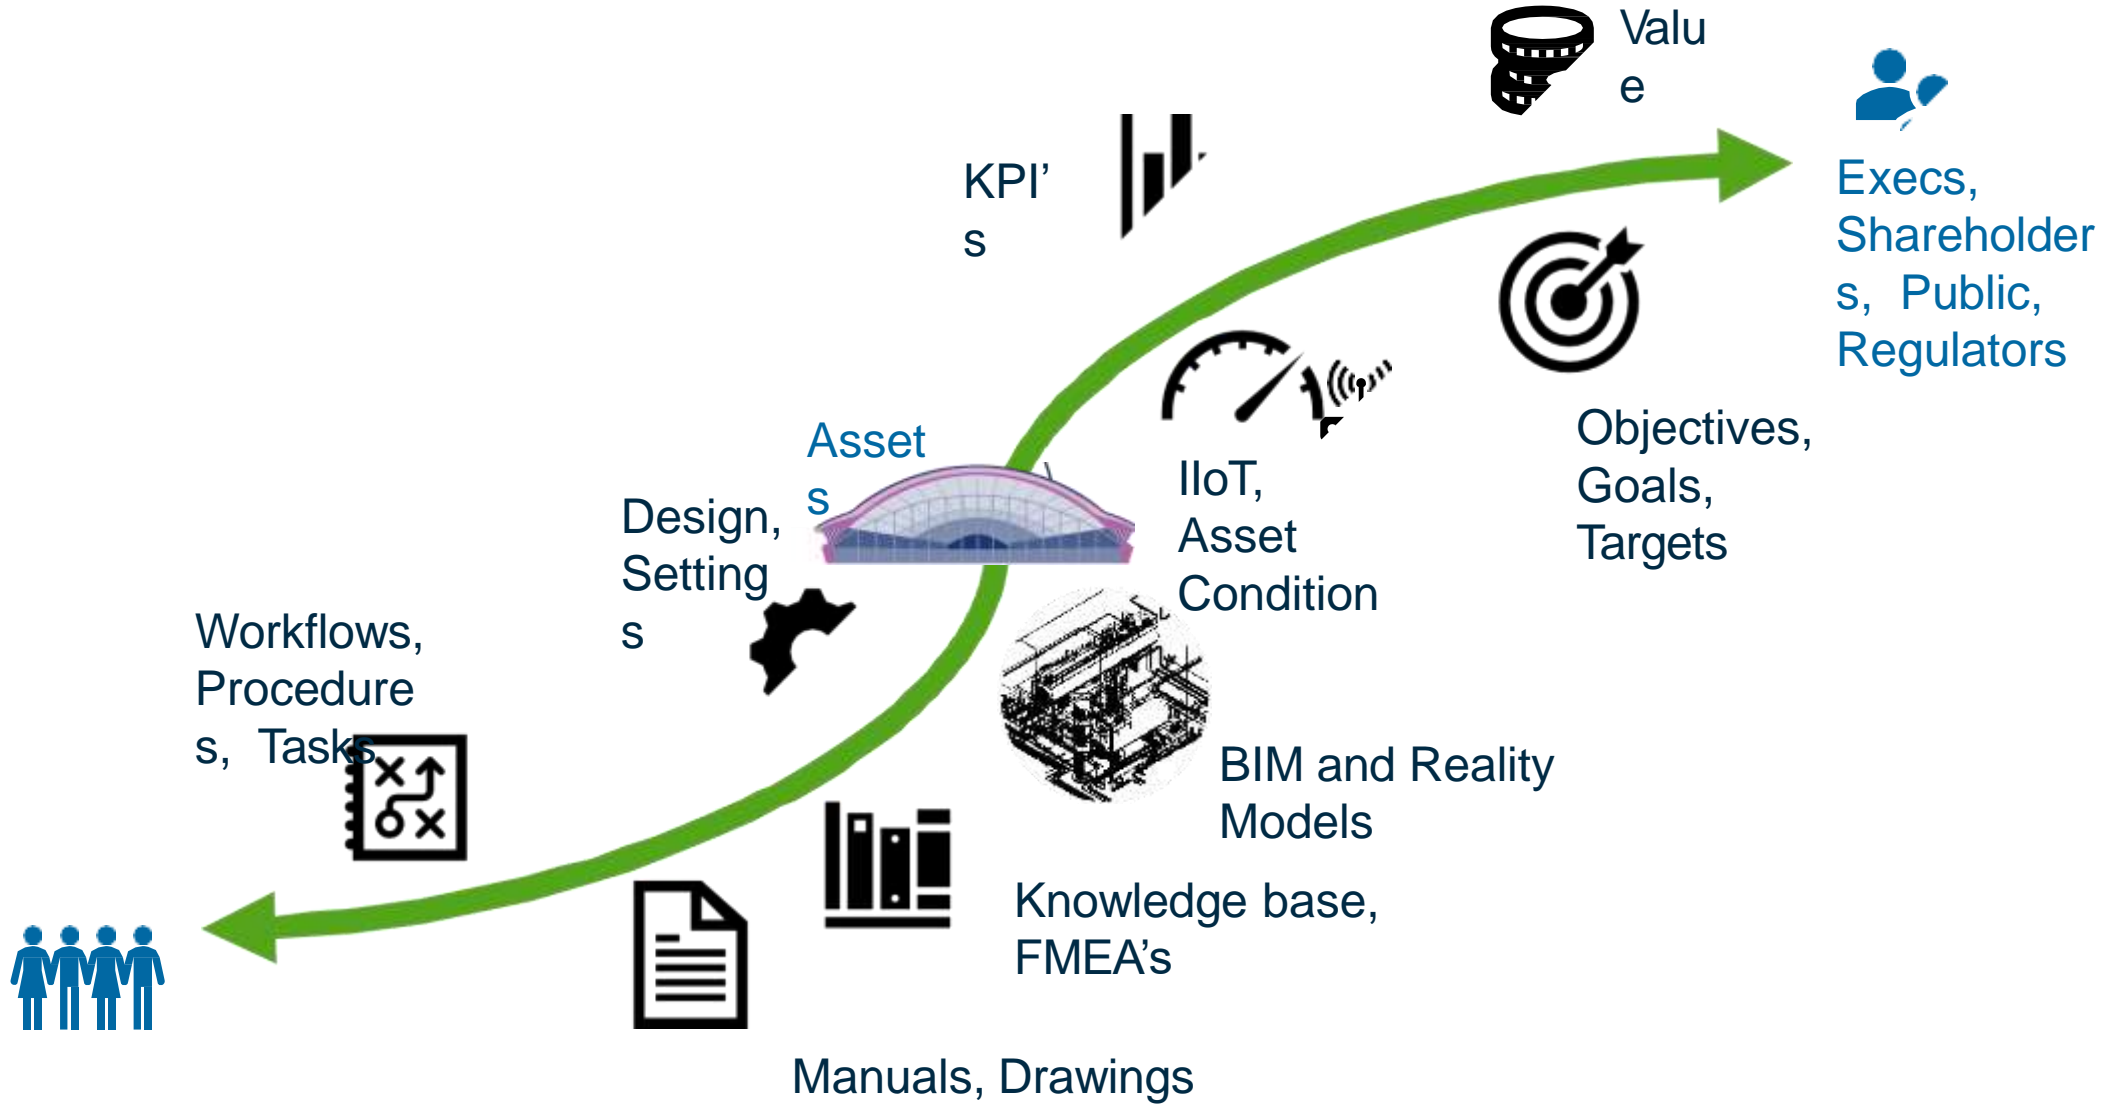 Valu
e
KPI’
s
Execs,
Shareholder
s, Public,
Regulators
Objectives,
Goals,
Targets
Asset
s
IIoT,
Asset
Condition
Design,
Setting
s
Workflows,
Procedure
s, Tasks
BIM and Reality
Models
Knowledge base,
FMEA’s
Manuals, Drawings